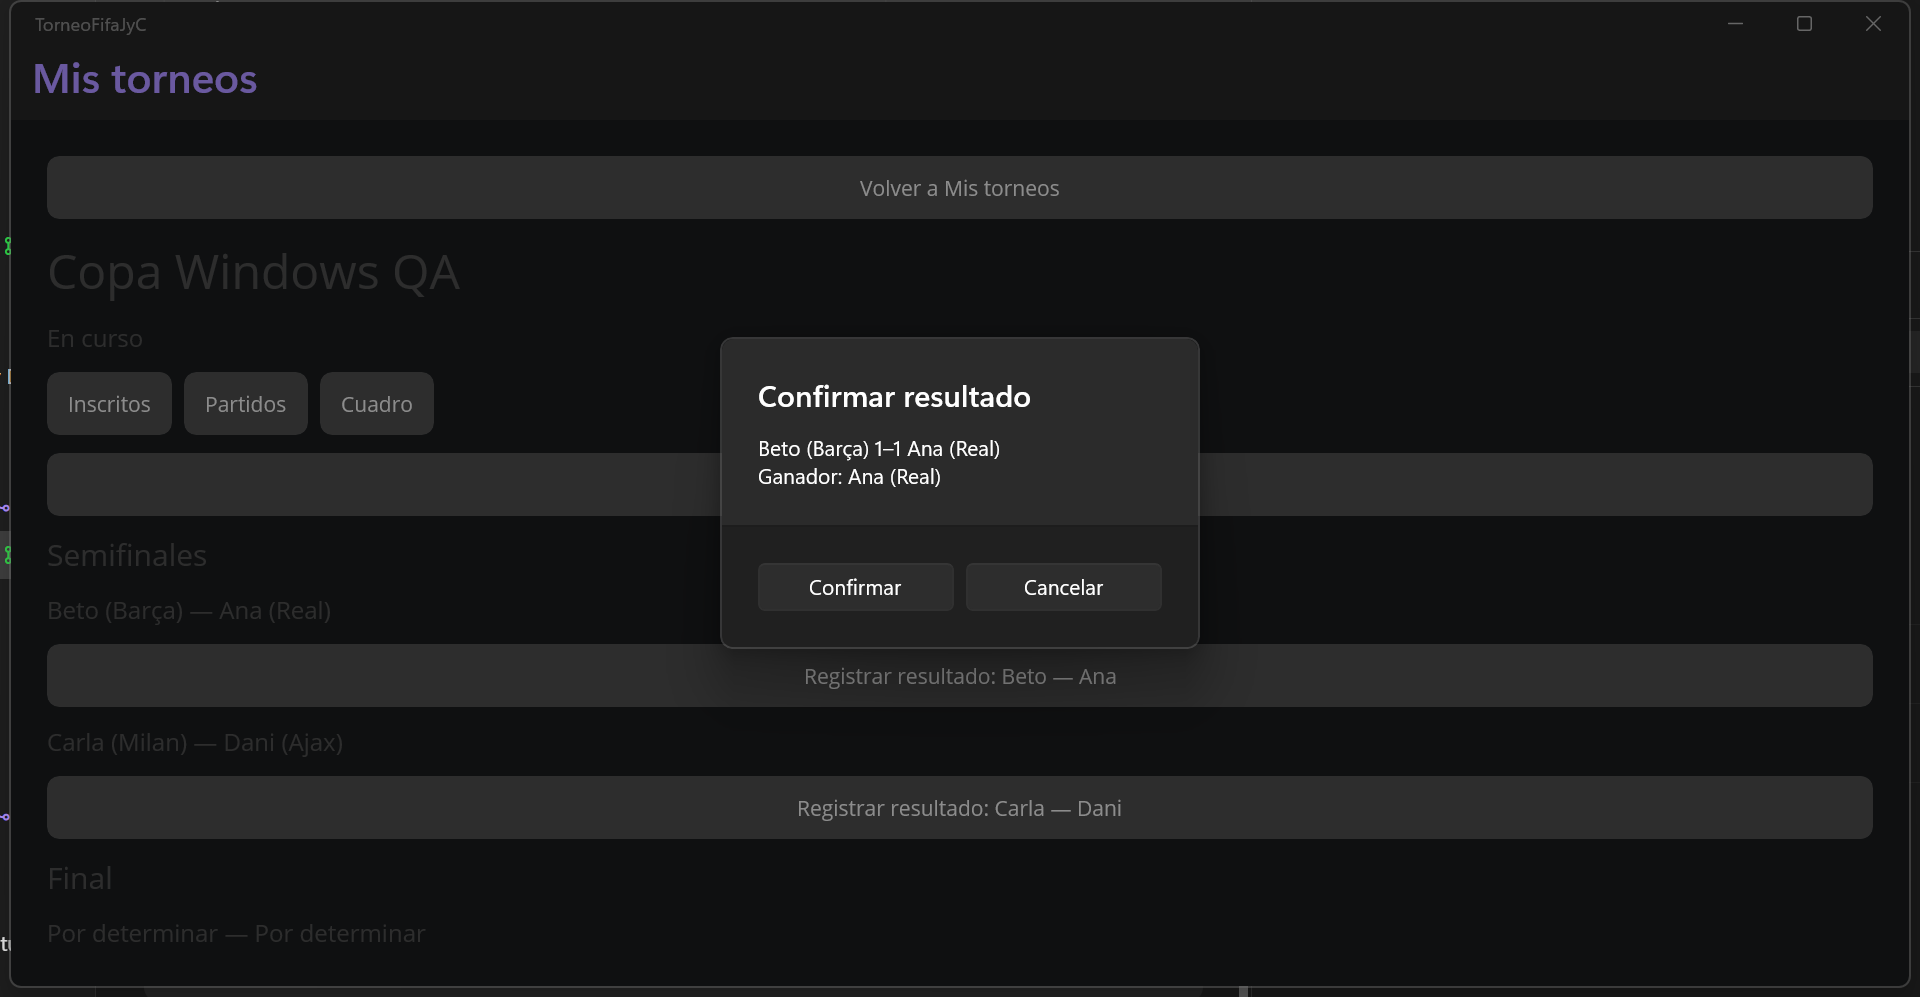 TorneoFifaJyC
Mis torneos
Volver a Mis torneos
Copa Windows QA
En curso
Inscritos
Partidos
Cuadro
Confirmar resultado
Beto (Barça) 1–1 Ana (Real)
Ganador: Ana (Real)
Confirmar
Cancelar
Semifinales
Beto (Barça) — Ana (Real)
Registrar resultado: Beto — Ana
Carla (Milan) — Dani (Ajax)
Registrar resultado: Carla — Dani
Final
Por determinar — Por determinar